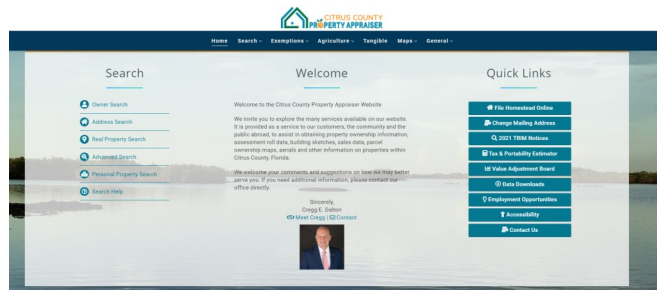 CITRUS COUNTY
PROPERTY APPRAISER
Home Search Exemptions Agriculture Tangible Maps General
Search
Owner Search
Address Search
Real Property Search
Advanced Search
Personal Property Search
Search Help
Welcome
Welcome to the Citrus County Property Appraiser Website
We invite you to explore the many services available on our website.
It is provided as a service to our customers, the community and the
public abroad, to assist in obtaining property ownership information,
assessment roll data, building sketches, sales data, parcel
ownership maps, aerials and other information on properties within
Citrus County, Florida.
We welcome your comments and suggestions on how we may better
serve you. If you need additional information, please contact our
office directly.
Sincerely,
Cregg E. Dalton
Meet Cregg | Contact
Quick Links
File Homestead Online
Change Mailing Address
2021 TRIM Notices
Tax & Portability Estimator
Value Adjustment Board
Data Downloads
Employment Opportunities
Accessibility
Contact Us